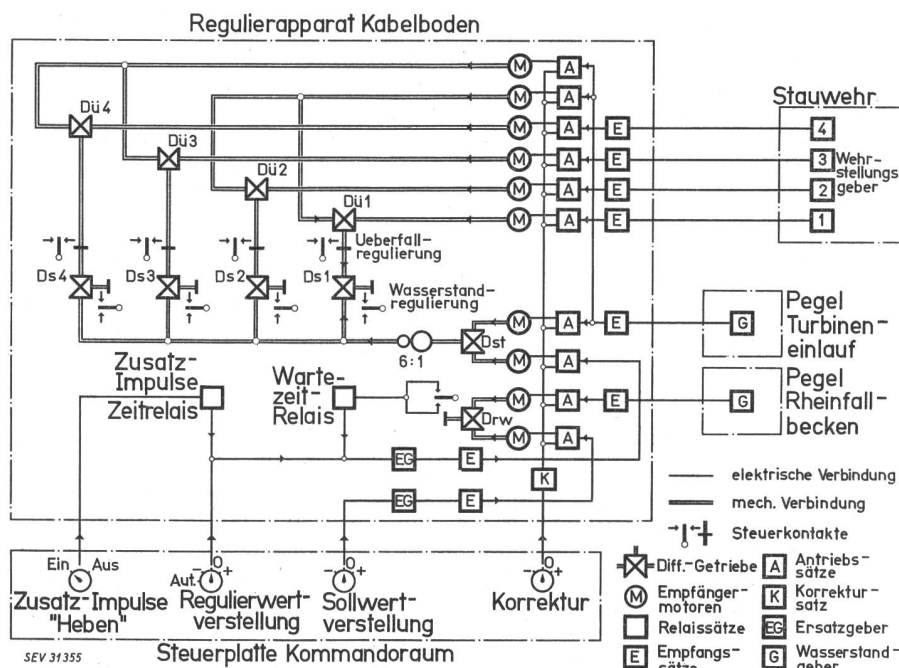 Regulierapparat Kabelboden
M A
M A
Dü4 M A E 4
Dü3 M A E 3
Dü2 M A E 2
Dü1 M A E 1
Stauwehr
Wehr-
stellungs
geber
Ueberfall-
regulierung
Ds4 Ds3 Ds2 Ds1
Wasserstand-
regulierung
6:1
Dst
M A E G
M A
Pegel
Turbinen-
einlauf
Zusatz-
Impulse
Zeitrelais
Warte-
zeit-
Relais
Drw
M A E G
M A
Pegel
Rheinfall-
becken
EG E
EG E
K
elektrische Verbindung
mech. Verbindung
Steuerkontakte
Diff.-Getriebe
M Empfänger-
motoren
Relaissätze
E Empfangs-
sätze
A Antriebs-
sätze
K Korrektur-
satz
EG Ersatzgeber
G Wasserstand-
geber
Ein Aus
Zusatz-Impulse
"Heben"
Aut. - O +
Regulierwert-
verstellung
- O +
Sollwert-
verstellung
- O +
Korrektur
Steuerplatte Kommandoraum
SEV 31355